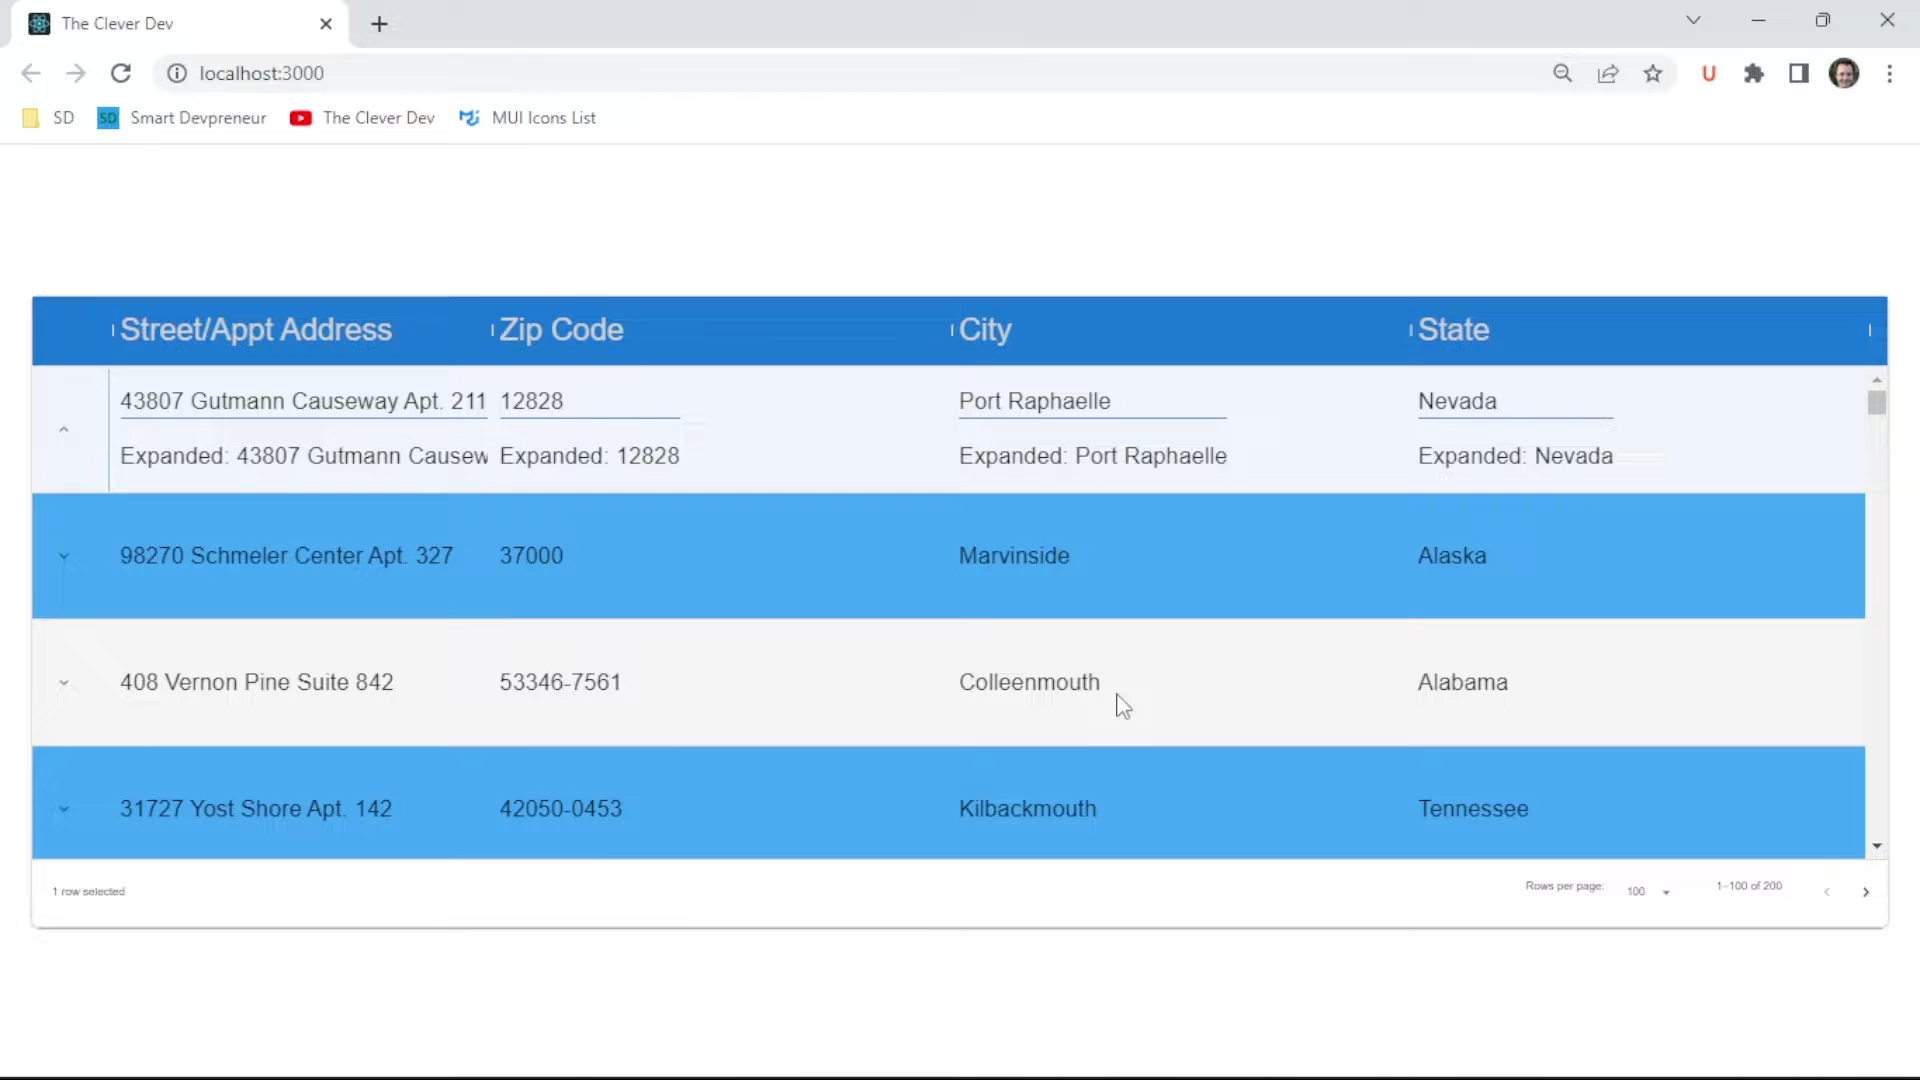 The Clever Dev
localhost:3000
U
SD SD Smart Devpreneur The Clever Dev MUI Icons List
Street/Appt Address Zip Code City State
43807 Gutmann Causeway Apt. 211 12828 Port Raphaelle Nevada
Expanded: 43807 Gutmann Causew Expanded: 12828 Expanded: Port Raphaelle Expanded: Nevada
98270 Schmeler Center Apt. 327 37000 Marvinside Alaska
408 Vernon Pine Suite 842 53346-7561 Colleenmouth Alabama
31727 Yost Shore Apt. 142 42050-0453 Kilbackmouth Tennessee
1 row selected Rows per page: 100 1–100 of 200